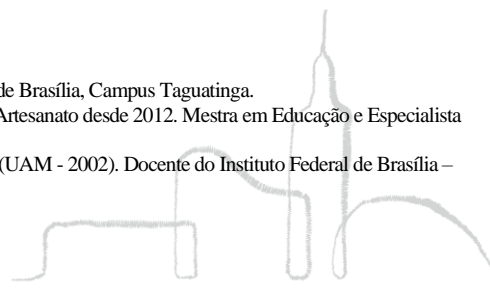 de Brasília, Campus Taguatinga.
Artesanato desde 2012. Mestra em Educação e Especialista
(UAM - 2002). Docente do Instituto Federal de Brasília –